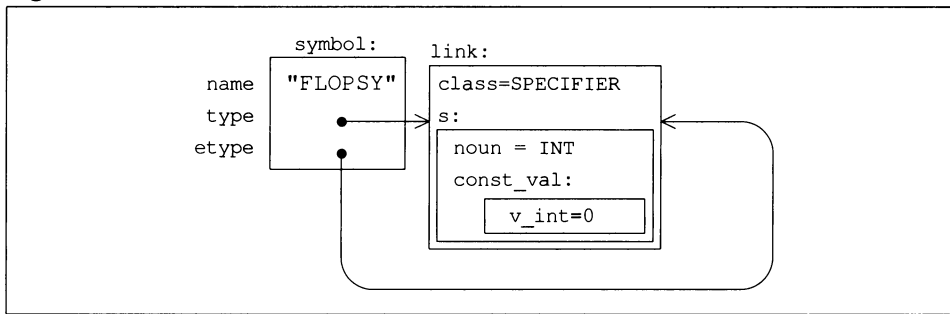 symbol:
link:
name "FLOPSY" class=SPECIFIER
type s:
etype noun = INT
const_val:
v_int=0